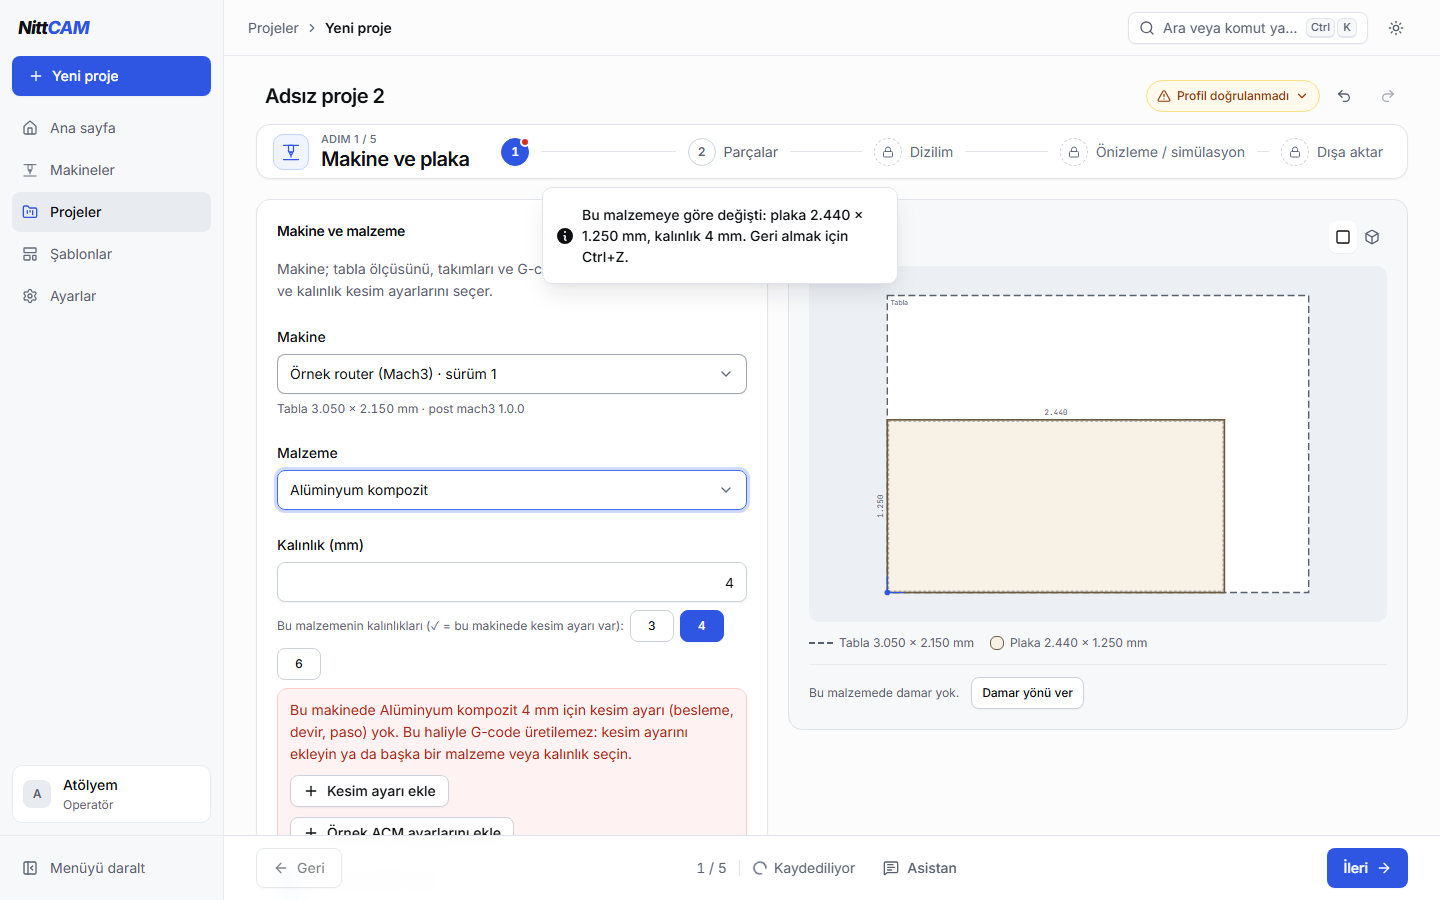 NittCAM
Yeni proje
Ana sayfa
Makineler
Projeler
Şablonlar
Ayarlar
A
Atölyem
Operatör
Menüyü daralt
Projeler > Yeni proje
Ara veya komut ya... Ctrl K
Adsız proje 2
Profil doğrulanmadı
ADIM 1 / 5
Makine ve plaka
1
2 Parçalar
Dizilim
Önizleme / simülasyon
Dışa aktar
Bu malzemeye göre değişti: plaka 2.440 ×
1.250 mm, kalınlık 4 mm. Geri almak için
Ctrl+Z.
Makine ve malzeme
Makine; tabla ölçüsünü, takımları ve G-c
ve kalınlık kesim ayarlarını seçer.
Makine
Örnek router (Mach3) · sürüm 1
Tabla 3.050 × 2.150 mm · post mach3 1.0.0
Malzeme
Alüminyum kompozit
Kalınlık (mm)
4
Bu malzemenin kalınlıkları (✓ = bu makinede kesim ayarı var): 3 4
6
Bu makinede Alüminyum kompozit 4 mm için kesim ayarı (besleme,
devir, paso) yok. Bu haliyle G-code üretilemez: kesim ayarını
ekleyin ya da başka bir malzeme veya kalınlık seçin.
+ Kesim ayarı ekle
+ Örnek ACM ayarlarını ekle
Tabla
2.440
1.250
Tabla 3.050 × 2.150 mm
Plaka 2.440 × 1.250 mm
Bu malzemede damar yok. Damar yönü ver
← Geri
1 / 5
Kaydediliyor
Asistan
İleri →